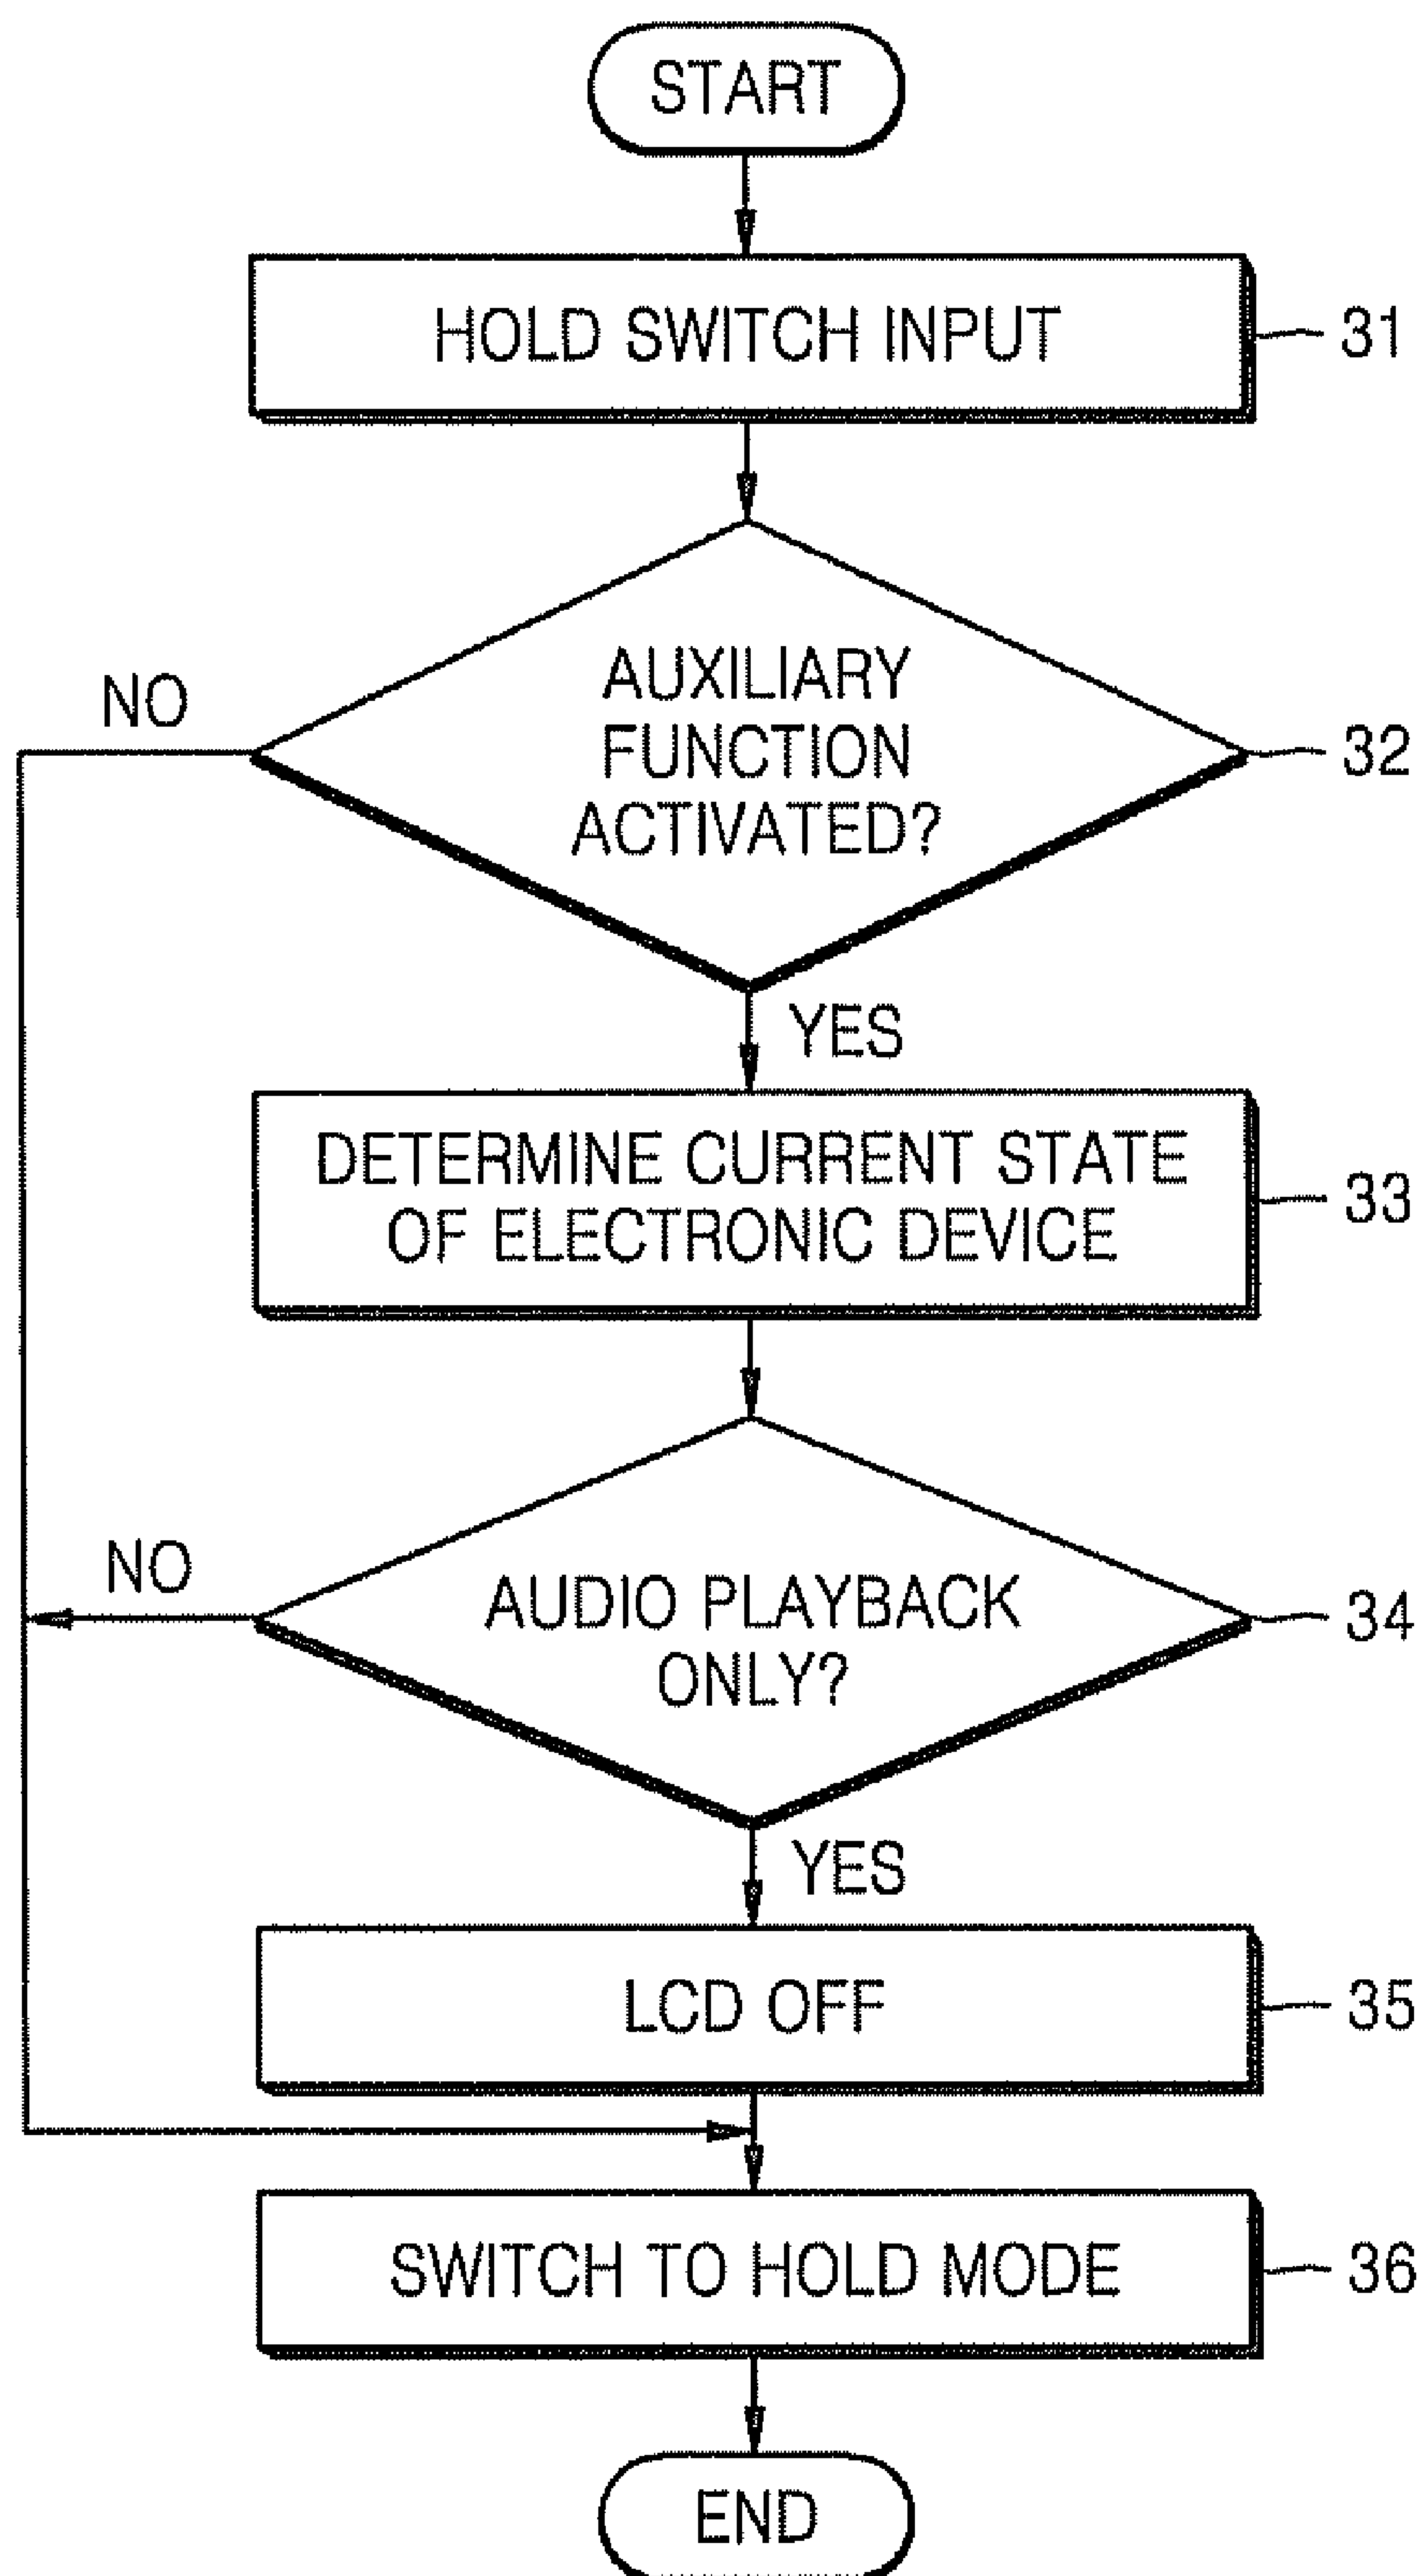 START
HOLD SWITCH INPUT
31
AUXILIARY
FUNCTION
ACTIVATED?
32
NO
YES
DETERMINE CURRENT STATE
OF ELECTRONIC DEVICE
33
AUDIO PLAYBACK
ONLY?
34
NO
YES
LCD OFF
35
SWITCH TO HOLD MODE
36
END